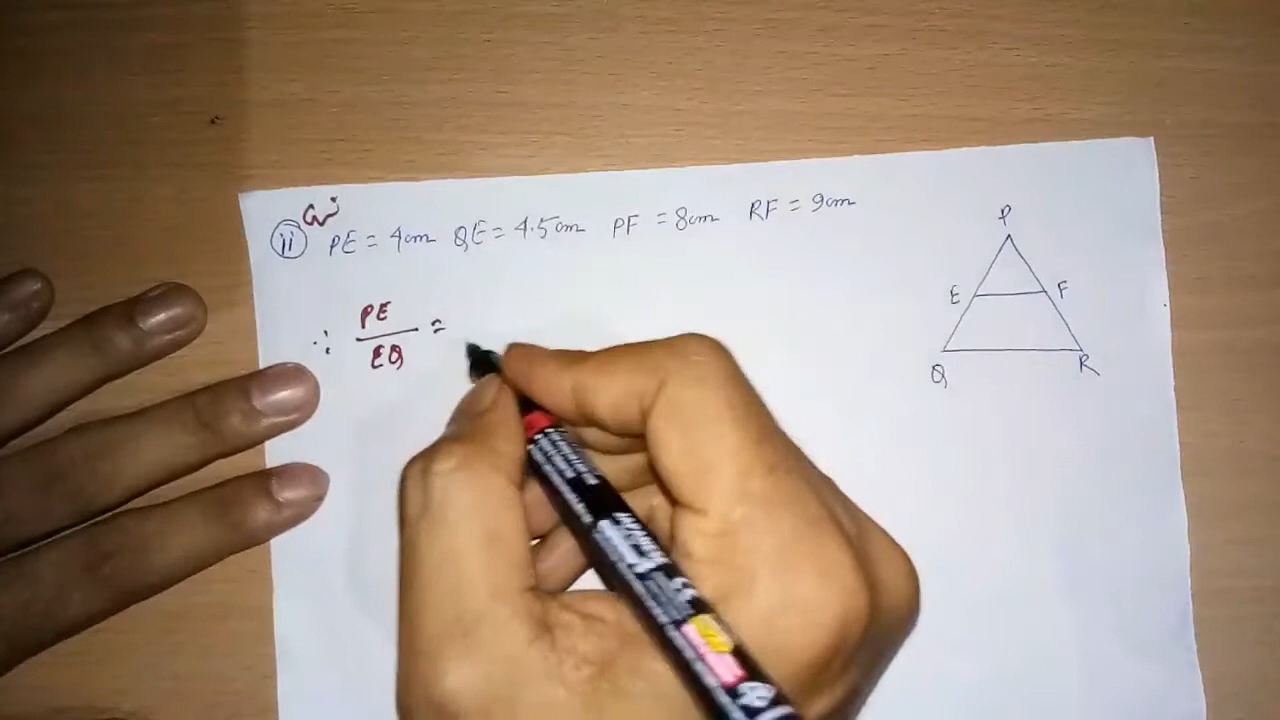 (ii) PE = 4cm QE = 4.5cm PF = 8cm RF = 9cm
P
E F
Q R
∴ PE =
EQ